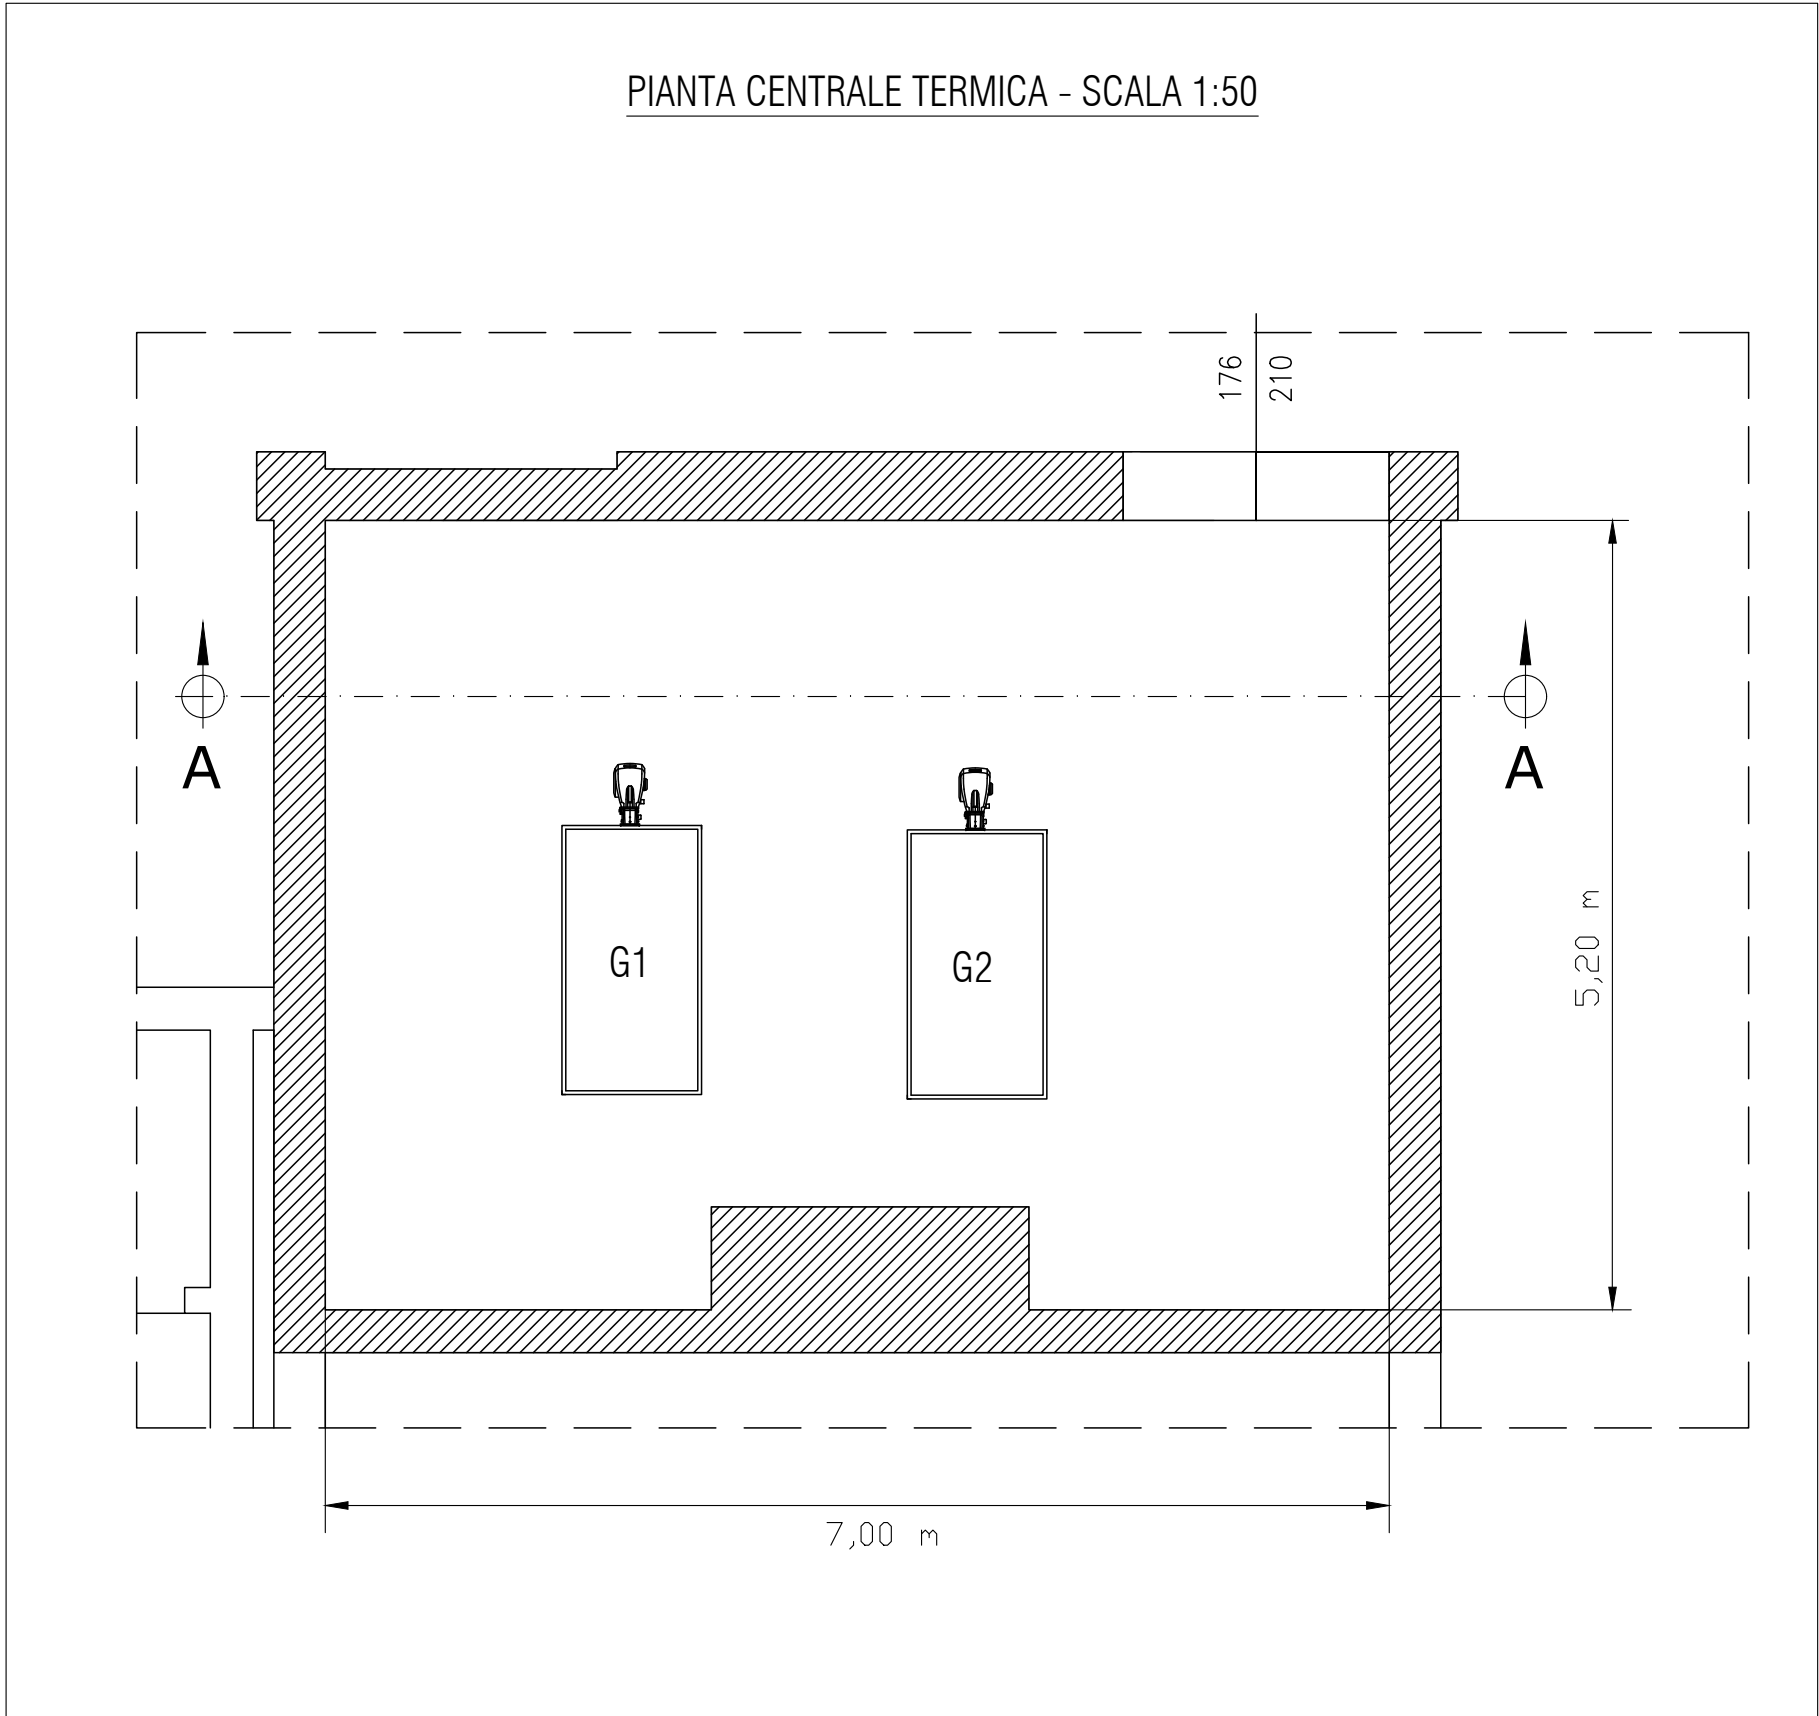 PIANTA CENTRALE TERMICA - SCALA 1:50
176
210
A
A
G1
G2
5,20 m
7,00 m